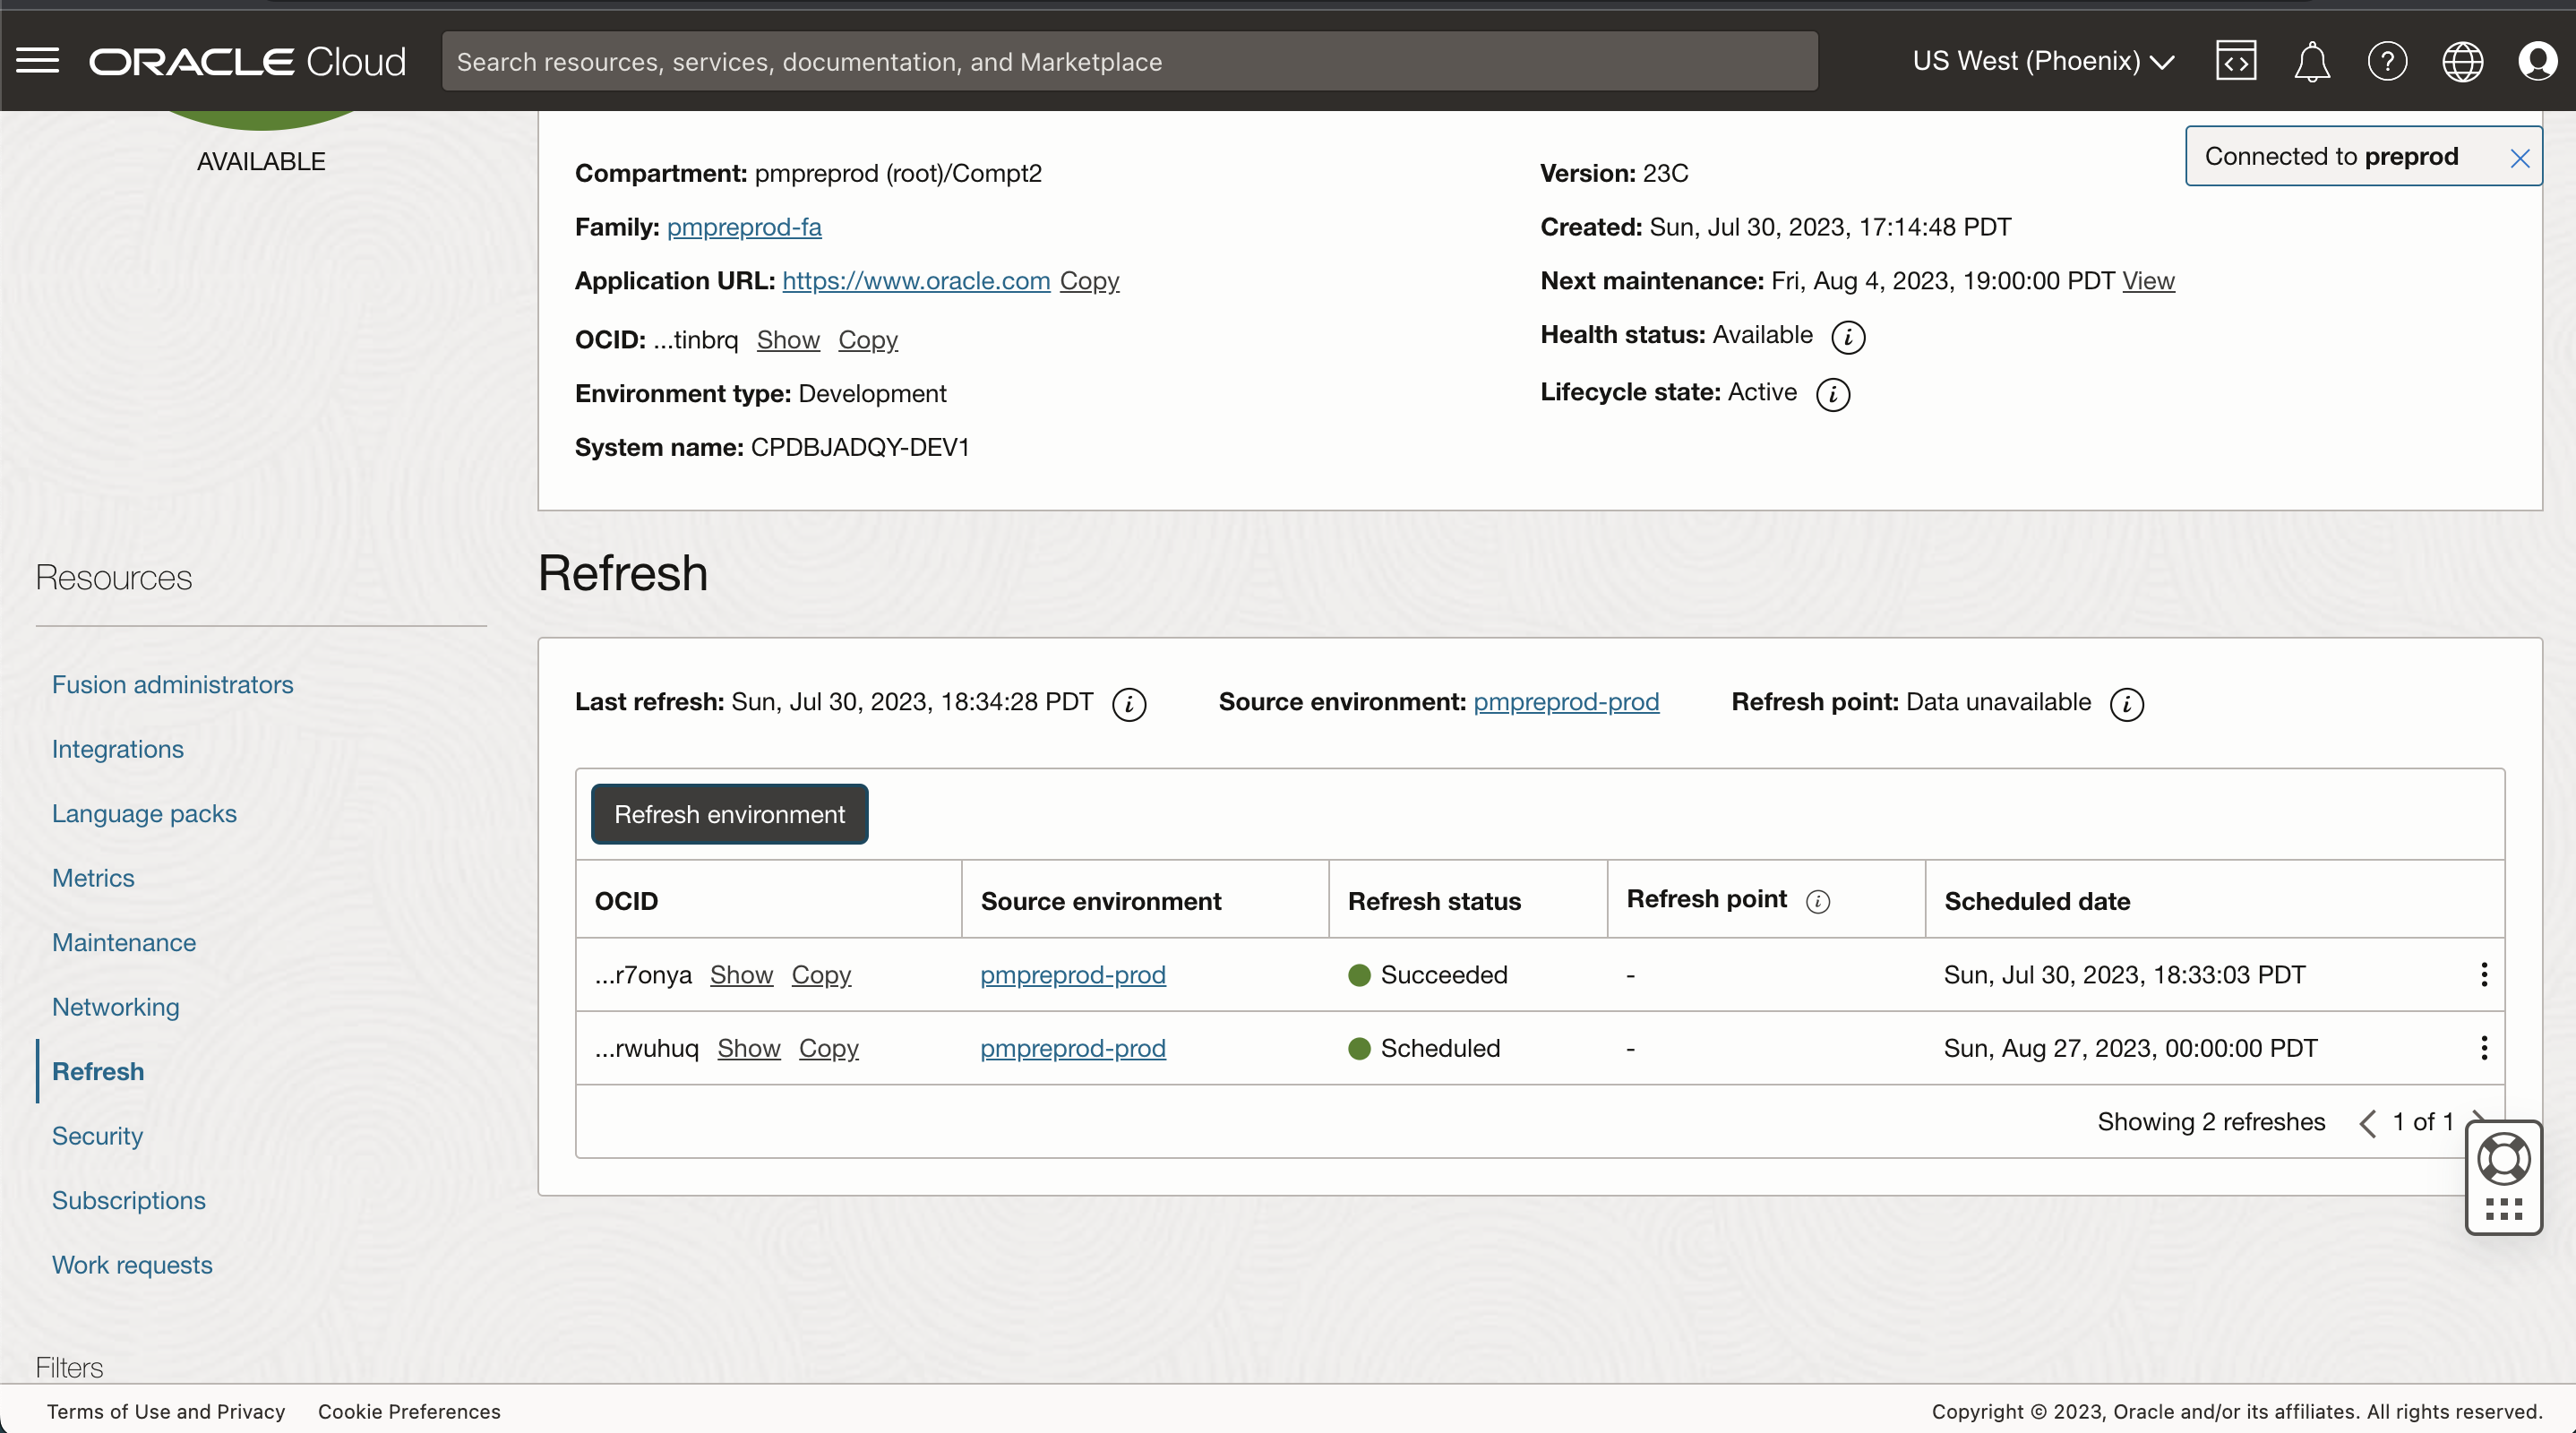 ORACLE Cloud
Search resources, services, documentation, and Marketplace
US West (Phoenix)
AVAILABLE
Connected to preprod
Compartment: pmpreprod (root)/Compt2
Family: pmpreprod-fa
Application URL: https://www.oracle.com Copy
OCID: ...tinbrq Show Copy
Environment type: Development
System name: CPDBJADQY-DEV1
Version: 23C
Created: Sun, Jul 30, 2023, 17:14:48 PDT
Next maintenance: Fri, Aug 4, 2023, 19:00:00 PDT View
Health status: Available
Lifecycle state: Active
Resources
Fusion administrators
Integrations
Language packs
Metrics
Maintenance
Networking
Refresh
Security
Subscriptions
Work requests
Filters
Refresh
Last refresh: Sun, Jul 30, 2023, 18:34:28 PDT Source environment: pmpreprod-prod Refresh point: Data unavailable
Refresh environment
OCID Source environment Refresh status Refresh point Scheduled date
...r7onya Show Copy pmpreprod-prod Succeeded - Sun, Jul 30, 2023, 18:33:03 PDT
...rwuhuq Show Copy pmpreprod-prod Scheduled - Sun, Aug 27, 2023, 00:00:00 PDT
Showing 2 refreshes 1 of 1
Terms of Use and Privacy Cookie Preferences
Copyright © 2023, Oracle and/or its affiliates. All rights reserved.